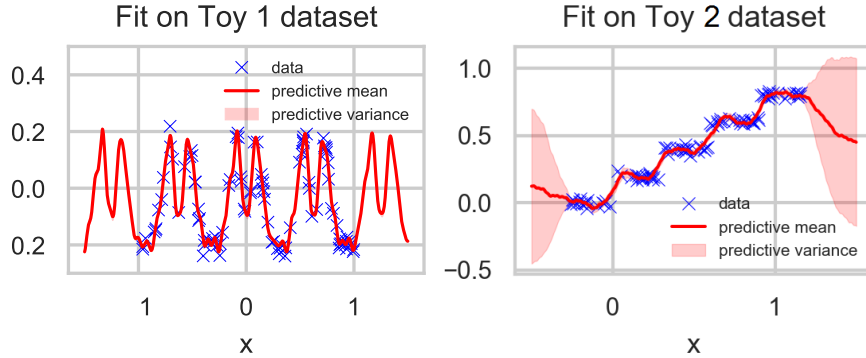 Fit on Toy 1 dataset
0.4
0.2
0.0
0.2
data
predictive mean
predictive variance
1
0
1
x
Fit on Toy 2 dataset
1.0
0.5
0.0
−0.5
data
predictive mean
predictive variance
0
1
x